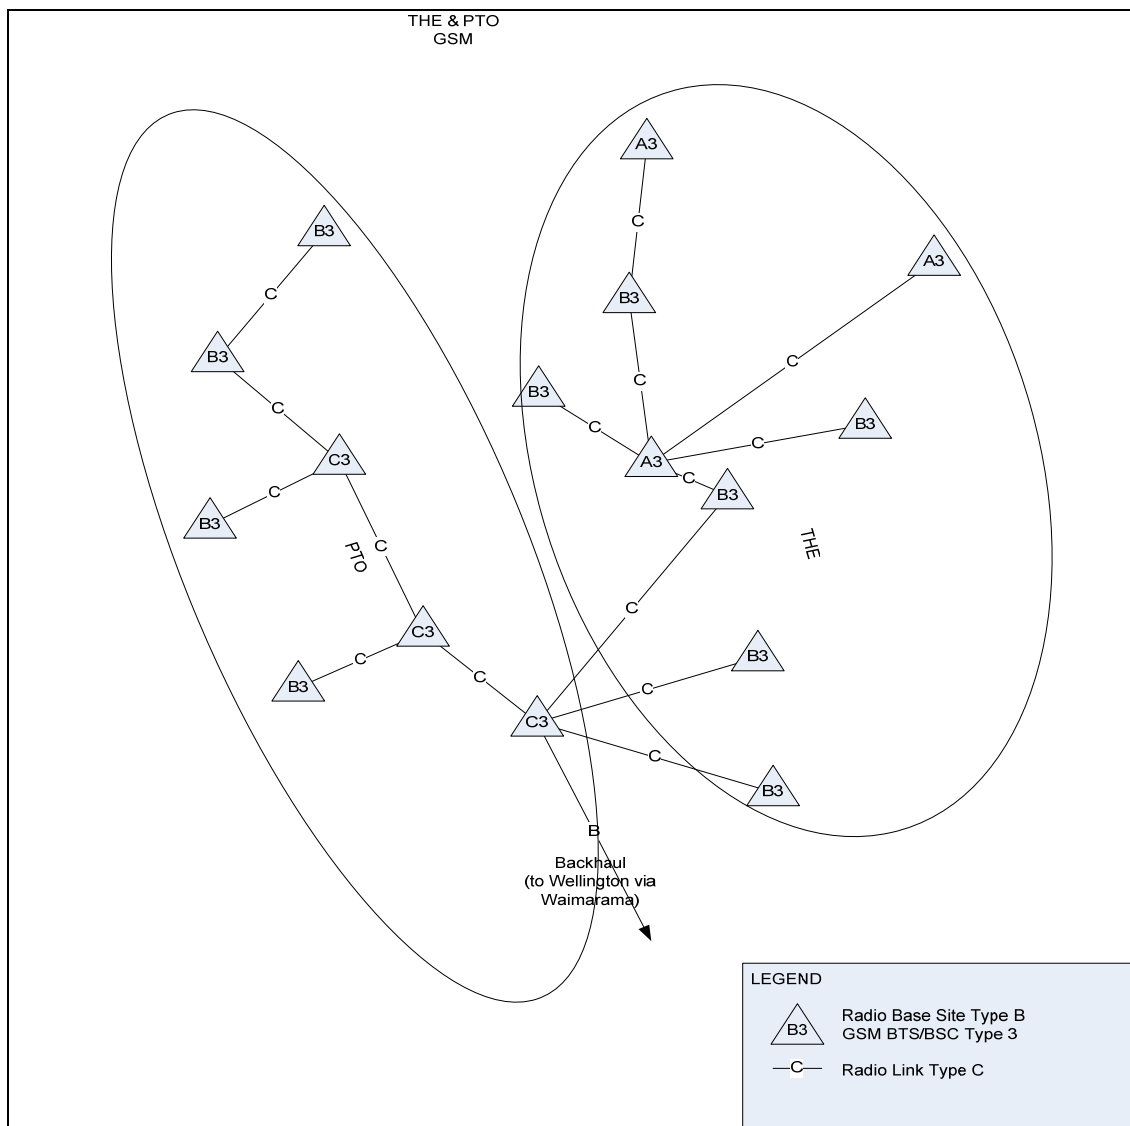 THE & PTO
GSM
A3
C
B3
A3
B3
C
C
C
B3
C
B3
B3
C
C
C
C3
A3
C
B3
C
B3
C
PTO
THE
C
C3
B3
C
C
B3
C
C
C3
C
B3
B
Backhaul
(to Wellington via
Waimarama)
LEGEND
B3
Radio Base Site Type B
GSM BTS/BSC Type 3
C
Radio Link Type C